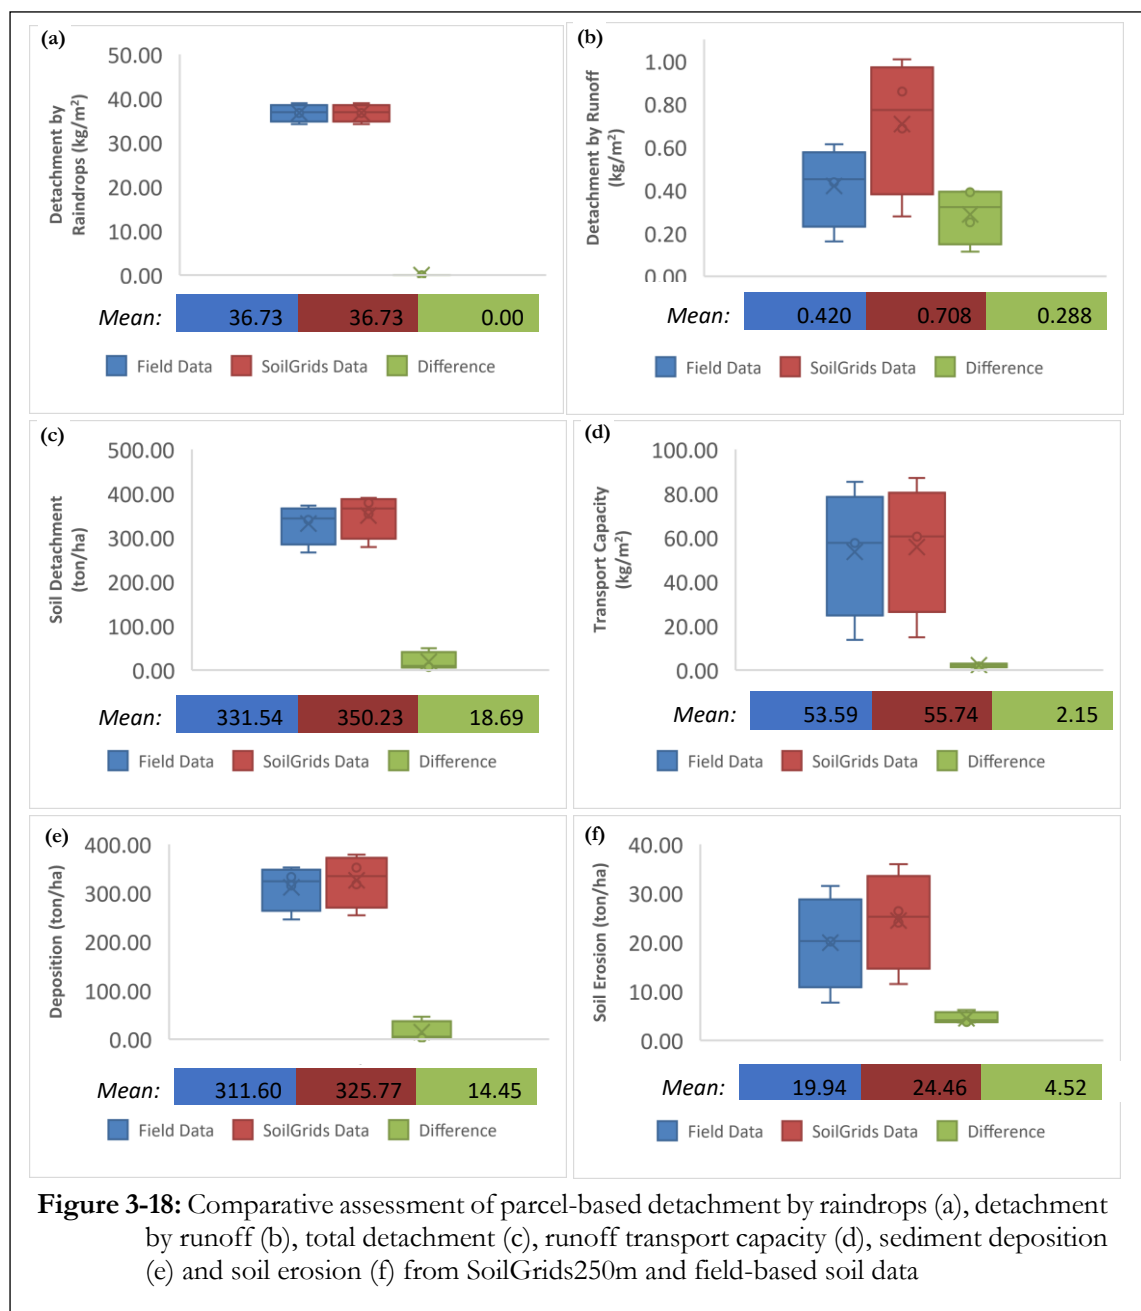 (a)
50.00
40.00
30.00
20.00
10.00
0.00
Detachment by
Raindrops (kg/m²)
Mean: 36.73 36.73 0.00
Field Data SoilGrids Data Difference
(b)
1.00
0.80
0.60
0.40
0.20
0.00
Detachment by Runoff
(kg/m²)
Mean: 0.420 0.708 0.288
Field Data SoilGrids Data Difference
(c)
500.00
400.00
300.00
200.00
100.00
0.00
Soil Detachment
(ton/ha)
Mean: 331.54 350.23 18.69
Field Data SoilGrids Data Difference
(d)
100.00
80.00
60.00
40.00
20.00
0.00
Transport Capacity
(kg/m²)
Mean: 53.59 55.74 2.15
Field Data SoilGrids Data Difference
(e)
400.00
300.00
200.00
100.00
0.00
Deposition (ton/ha)
Mean: 311.60 325.77 14.45
Field Data SoilGrids Data Difference
(f)
40.00
30.00
20.00
10.00
0.00
Soil Erosion (ton/ha)
Mean: 19.94 24.46 4.52
Field Data SoilGrids Data Difference
Figure 3-18: Comparative assessment of parcel-based detachment by raindrops (a), detachment
by runoff (b), total detachment (c), runoff transport capacity (d), sediment deposition
(e) and soil erosion (f) from SoilGrids250m and field-based soil data